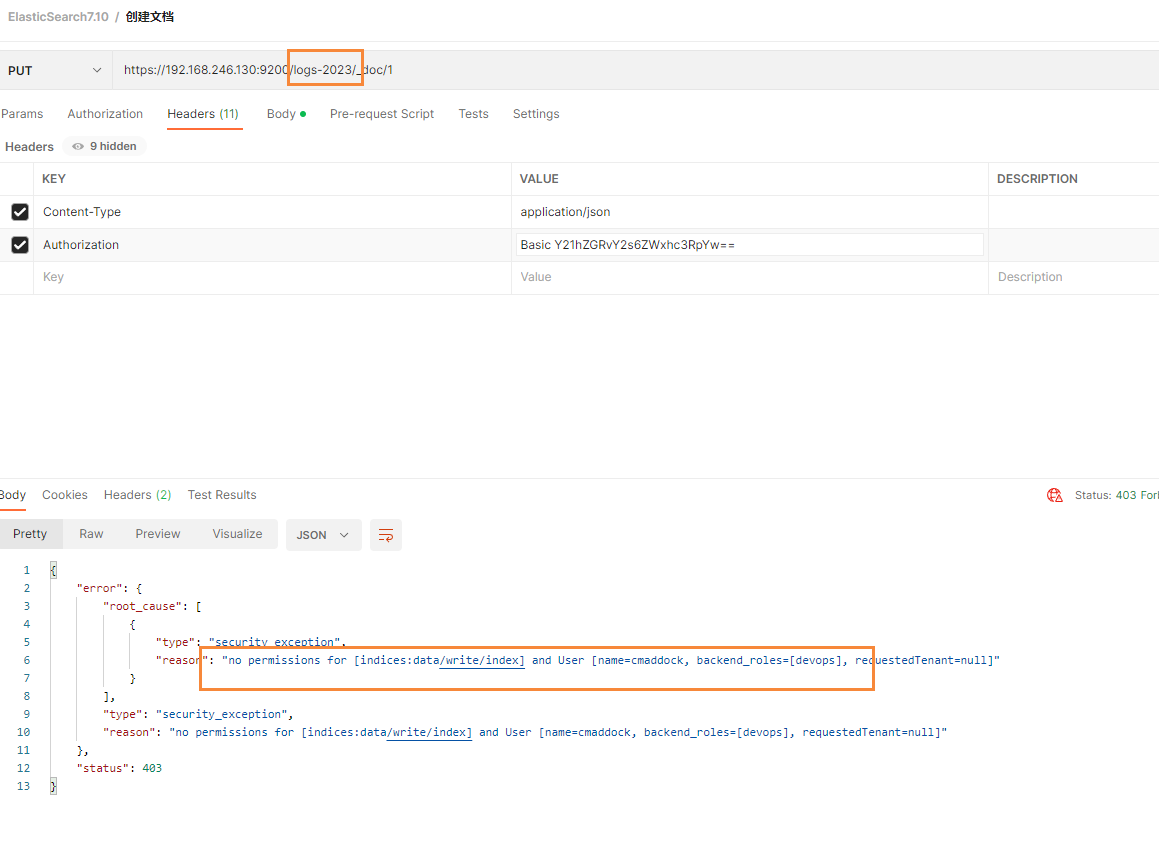 ElasticSearch7.10 / 创建文档
PUT https://192.168.246.130:9200/logs-2023/_doc/1
Params Authorization Headers (11) Body Pre-request Script Tests Settings
Headers 9 hidden
KEY VALUE DESCRIPTION
Content-Type application/json
Authorization Basic Y21hZGRvY2s6ZWxhc3RpYw==
Key Value Description
Body Cookies Headers (2) Test Results Status: 403 Forl
Pretty Raw Preview Visualize JSON
1 {
2 "error": {
3 "root_cause": [
4 {
5 "type": "security_exception",
6 "reason": "no permissions for [indices:data/write/index] and User [name=cmaddock, backend_roles=[devops], requestedTenant=null]"
7 }
8 ],
9 "type": "security_exception",
10 "reason": "no permissions for [indices:data/write/index] and User [name=cmaddock, backend_roles=[devops], requestedTenant=null]"
11 },
12 "status": 403
13 }